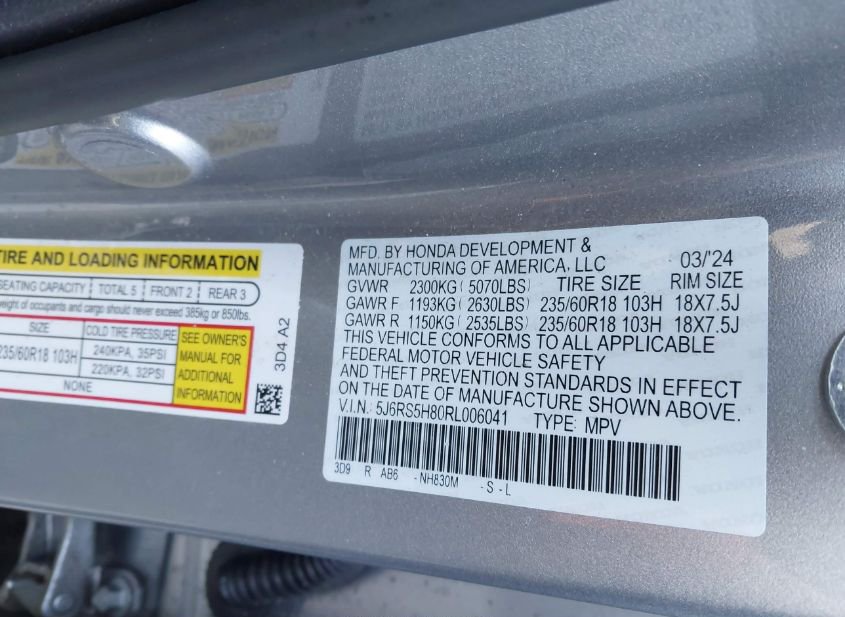 TIRE AND LOADING INFORMATION
SEATING CAPACITY TOTAL 5 FRONT 2 REAR 3
weight of occupants and cargo should never exceed 385kg or 850lbs.
SIZE COLD TIRE PRESSURE
235/60R18 103H 240KPA, 35PSI
220KPA, 32PSI
NONE
SEE OWNER'S
MANUAL FOR
ADDITIONAL
INFORMATION
3D4 A2
MFD. BY HONDA DEVELOPMENT &
MANUFACTURING OF AMERICA, LLC 03/'24
GVWR 2300KG( 5070LBS) TIRE SIZE RIM SIZE
GAWR F 1193KG( 2630LBS) 235/60R18 103H 18X7.5J
GAWR R 1150KG( 2535LBS) 235/60R18 103H 18X7.5J
THIS VEHICLE CONFORMS TO ALL APPLICABLE
FEDERAL MOTOR VEHICLE SAFETY
AND THEFT PREVENTION STANDARDS IN EFFECT
ON THE DATE OF MANUFACTURE SHOWN ABOVE.
V.I.N.: 5J6RS5H80RL006041 TYPE: MPV
3D9 R AB6 -NH830M -S-L